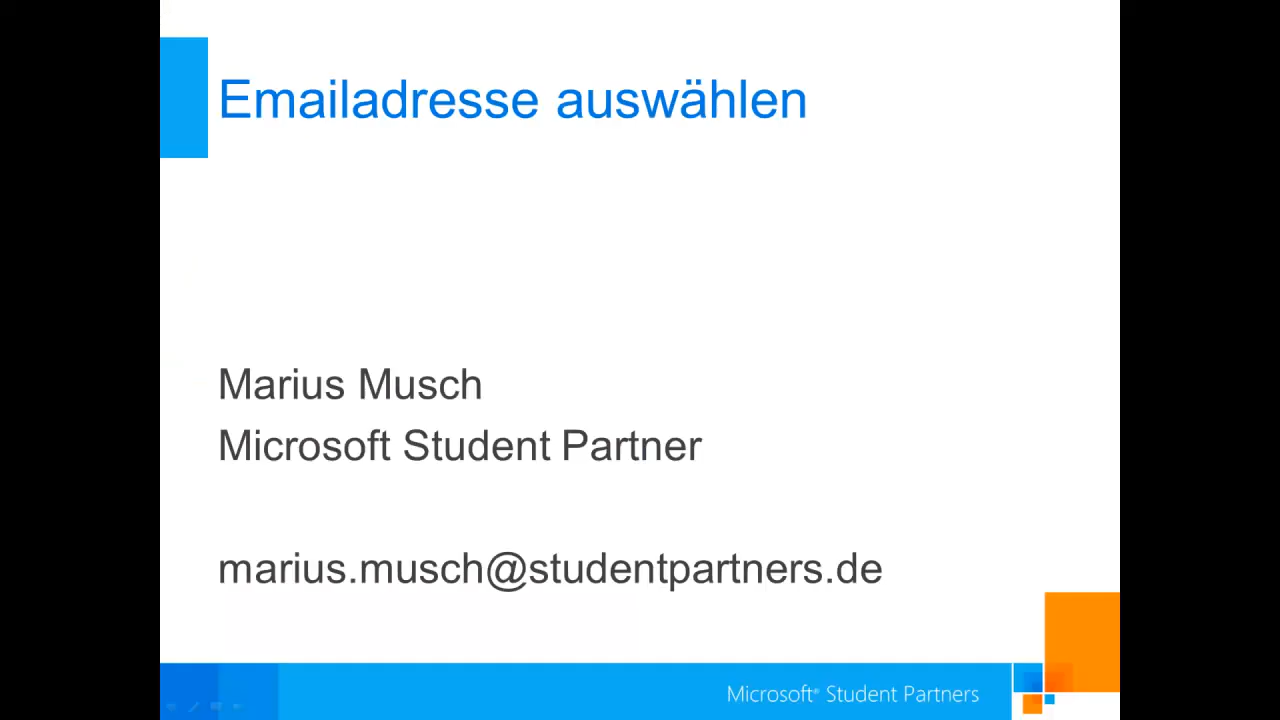 Emailadresse auswählen
Marius Musch
Microsoft Student Partner
marius.musch@studentpartners.de
Microsoft® Student Partners